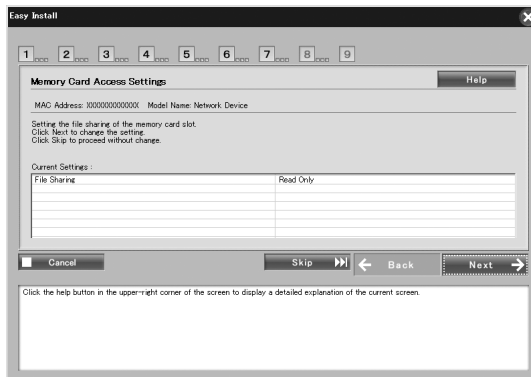 Easy Install
1 2 3 4 5 6 7 8 9
Memory Card Access Settings
Help
MAC Address: XXXXXXXXXXXX Model Name: Network Device
Setting the file sharing of the memory card slot.
Click Next to change the setting.
Click Skip to proceed without change.
Current Settings :
File Sharing Read Only
Cancel Skip Back Next
Click the help button in the upper-right corner of the screen to display a detailed explanation of the current screen.